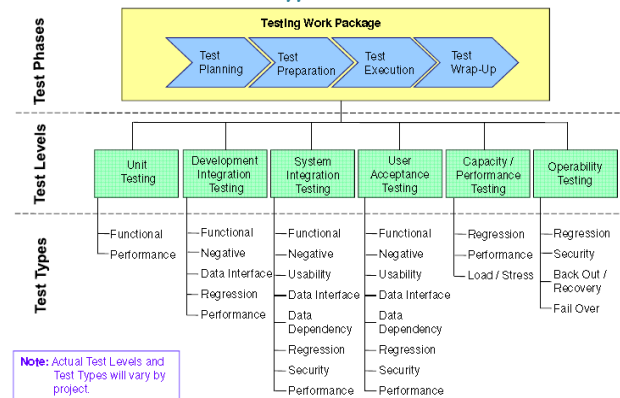 Testing Work Package
Test Phases
Test
Planning
Test
Preparation
Test
Execution
Test
Wrap-Up
Test Levels
Unit
Testing
Development
Integration
Testing
System
Integration
Testing
User
Acceptance
Testing
Capacity /
Performance
Testing
Operability
Testing
Test Types
Functional
Performance
Functional
Negative
Data Interface
Regression
Performance
Functional
Negative
Usability
Data Interface
Data
Dependency
Regression
Security
Performance
Functional
Negative
Usability
Data Interface
Data
Dependency
Regression
Security
Performance
Regression
Performance
Load / Stress
Regression
Security
Back Out /
Recovery
Fail Over
Note: Actual Test Levels and
Test Types will vary by
project.